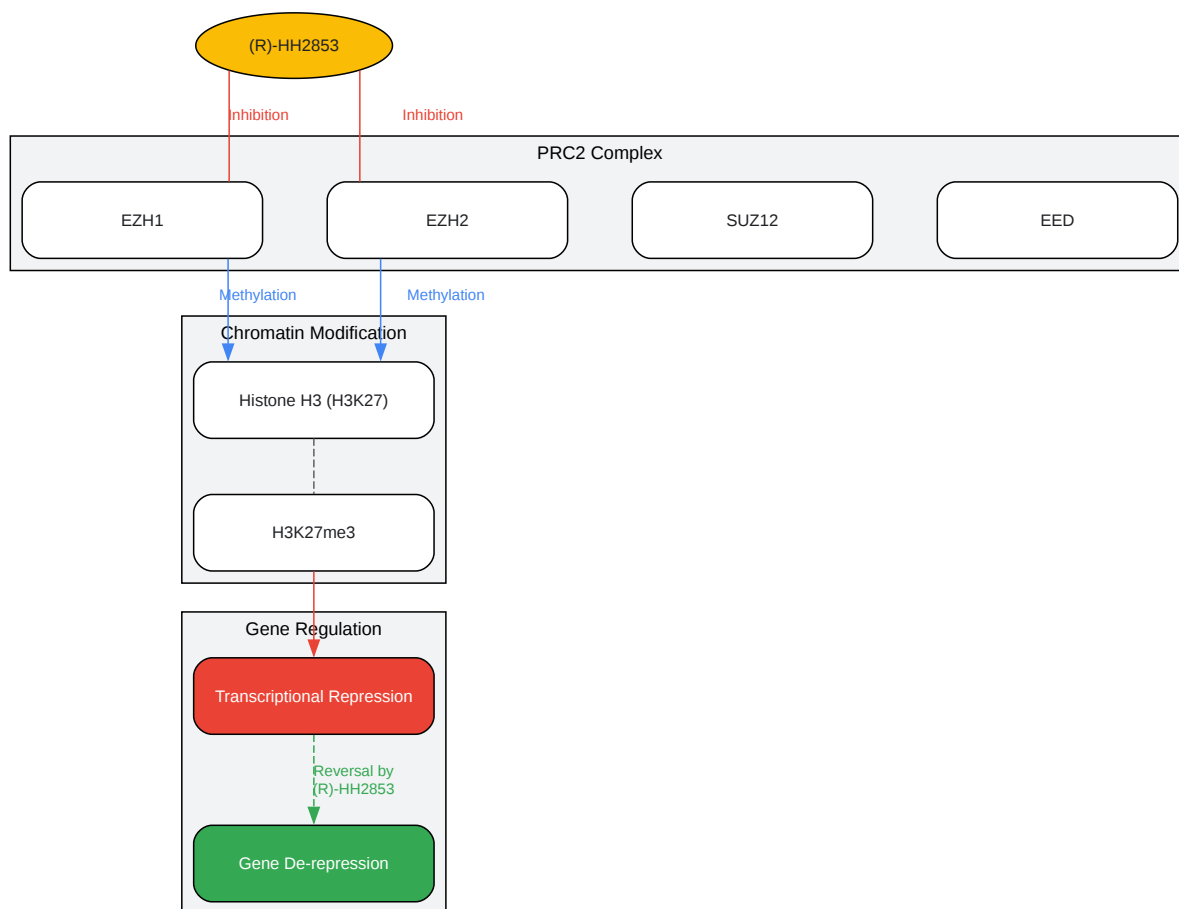 (R)-HH2853
Inhibition
Inhibition
PRC2 Complex
EZH1
EZH2
SUZ12
EED
Methylation
Methylation
Chromatin Modification
Histone H3 (H3K27)
H3K27me3
Gene Regulation
Transcriptional Repression
Reversal by
(R)-HH2853
Gene De-repression